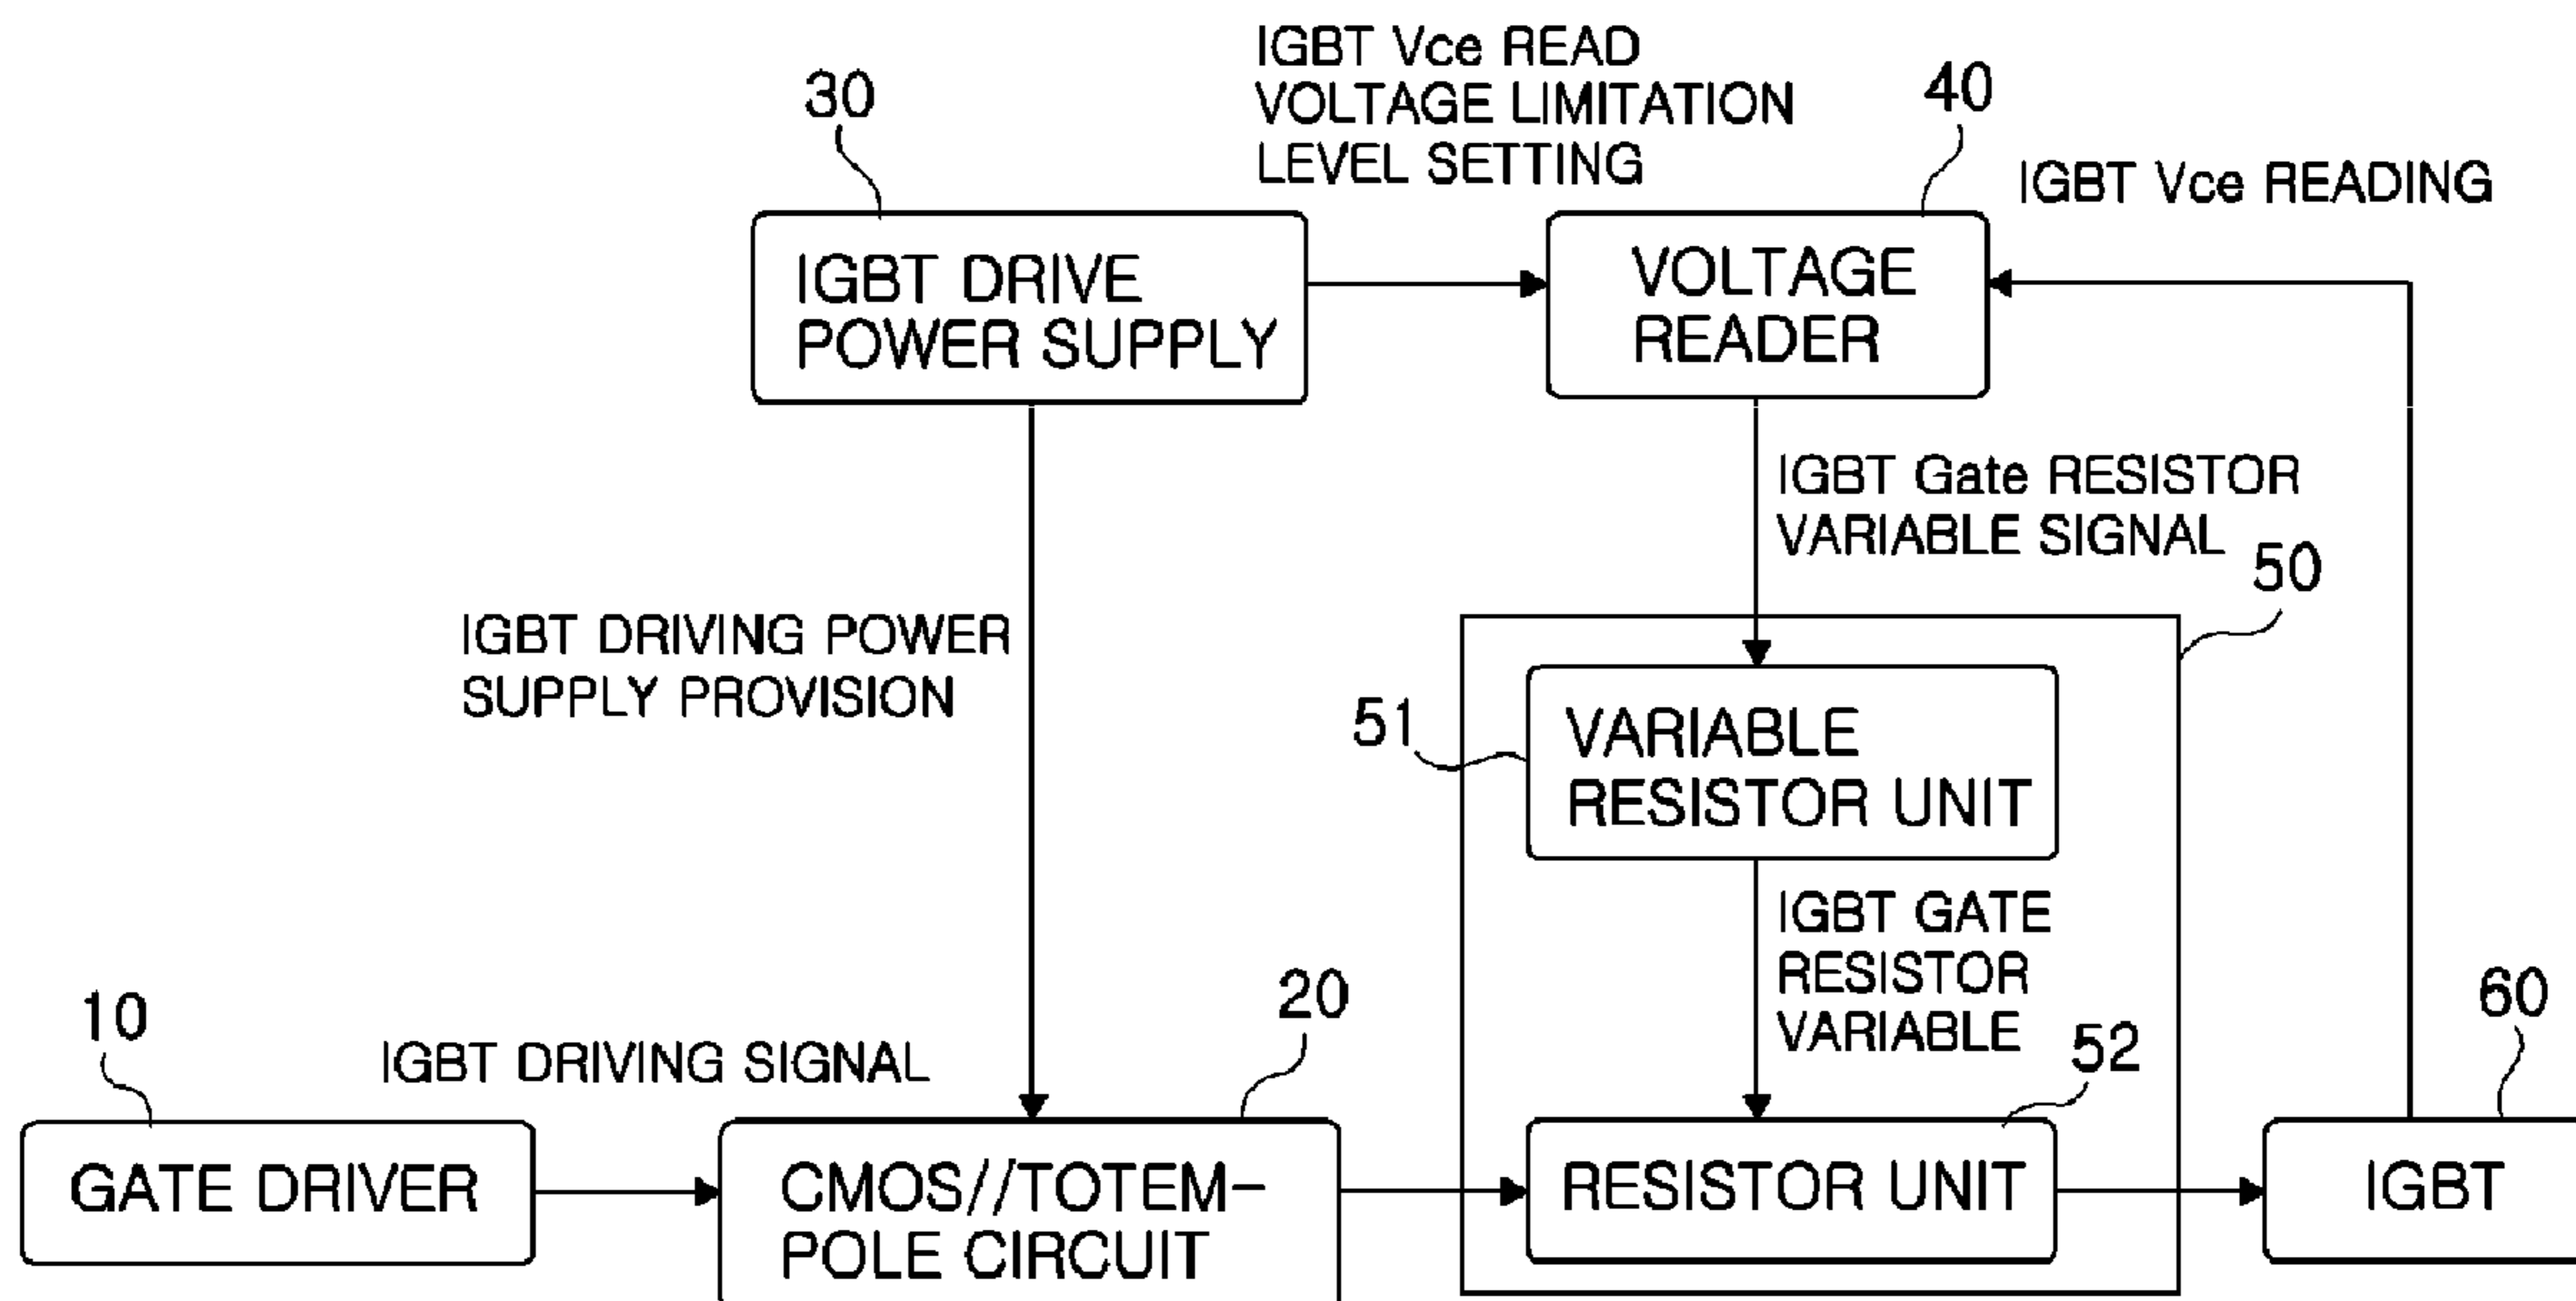 IGBT Vce READ
VOLTAGE LIMITATION
LEVEL SETTING
30
40
IGBT Vce READING
IGBT DRIVE
POWER SUPPLY
VOLTAGE
READER
IGBT Gate RESISTOR
VARIABLE SIGNAL
50
IGBT DRIVING POWER
SUPPLY PROVISION
51
VARIABLE
RESISTOR UNIT
IGBT GATE
RESISTOR
VARIABLE
10
IGBT DRIVING SIGNAL
20
52
60
GATE DRIVER
CMOS//TOTEM-
POLE CIRCUIT
RESISTOR UNIT
IGBT